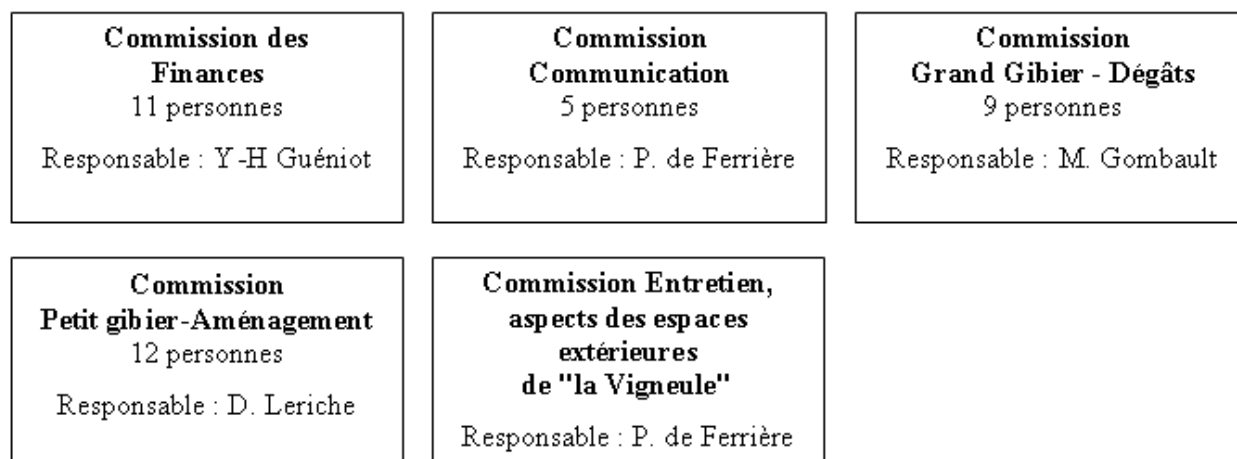 Commission des
Finances
11 personnes
Responsable : Y-H Guéniot
Commission
Communication
5 personnes
Responsable : P. de Ferrière
Commission
Grand Gibier - Dégâts
9 personnes
Responsable : M. Gombault
Commission
Petit gibier-Aménagement
12 personnes
Responsable : D. Leriche
Commission Entretien,
aspects des espaces
extérieures
de "la Vigneule"
Responsable : P. de Ferrière